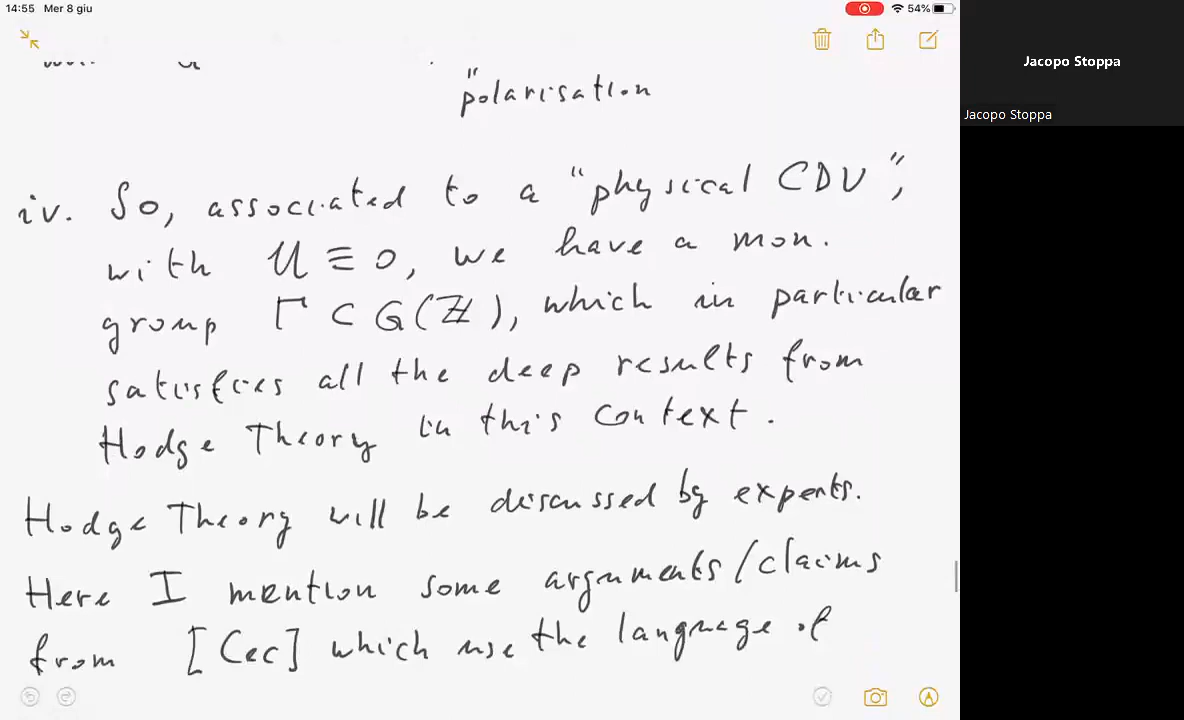 14:55 Mer 8 giu
54%
Jacopo Stoppa
Jacopo Stoppa
"polarisation
iv. So, associated to a "physical CDV",
with U ≡ 0, we have a mon.
group Γ ⊂ G(ℤ), which in particular
satisfies all the deep results from
Hodge Theory in this context.
Hodge Theory will be discussed by experts.
Here I mention some arguments/claims
from [Cec] which use the language of